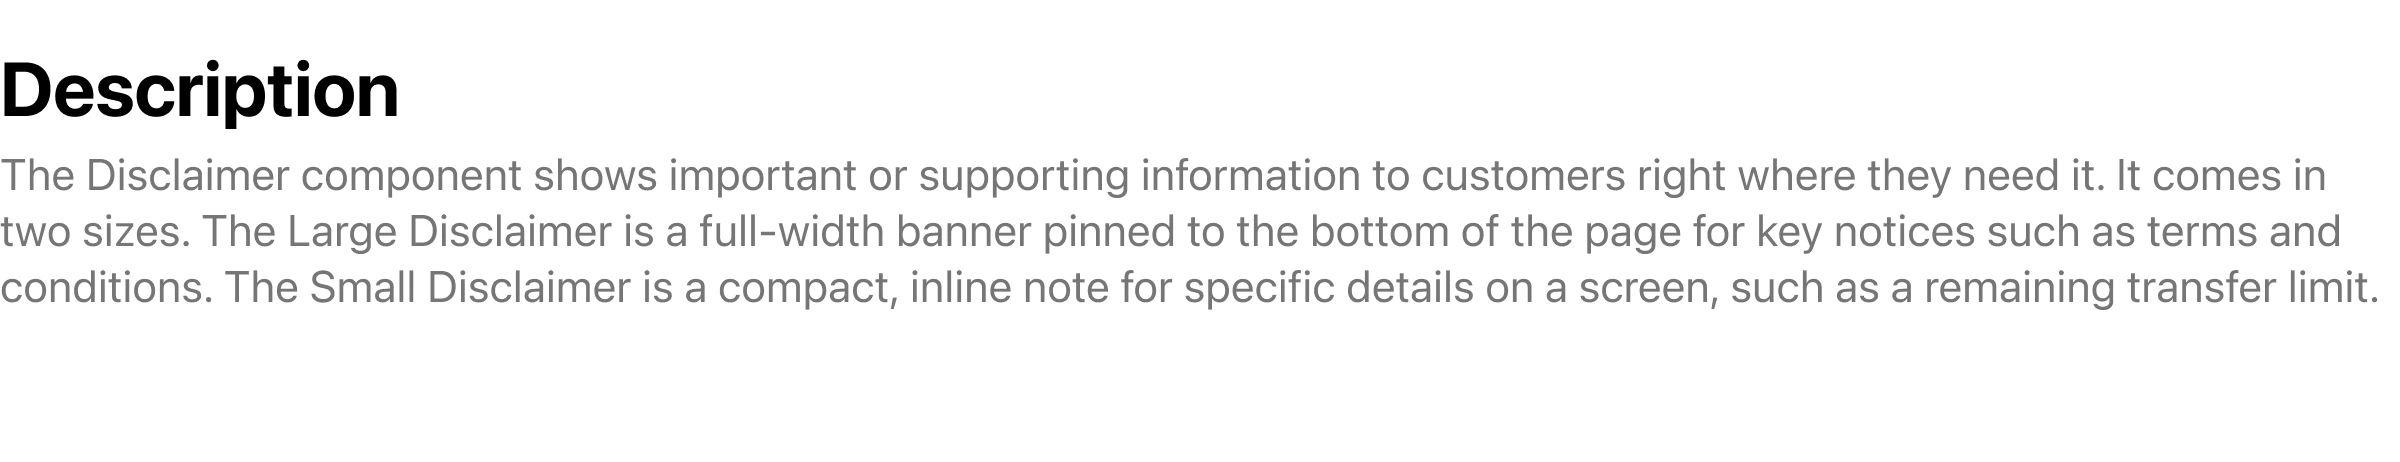 Description
The Disclaimer component shows important or supporting information to customers right where they need it. It comes in
two sizes. The Large Disclaimer is a full-width banner pinned to the bottom of the page for key notices such as terms and
conditions. The Small Disclaimer is a compact, inline note for specific details on a screen, such as a remaining transfer limit.